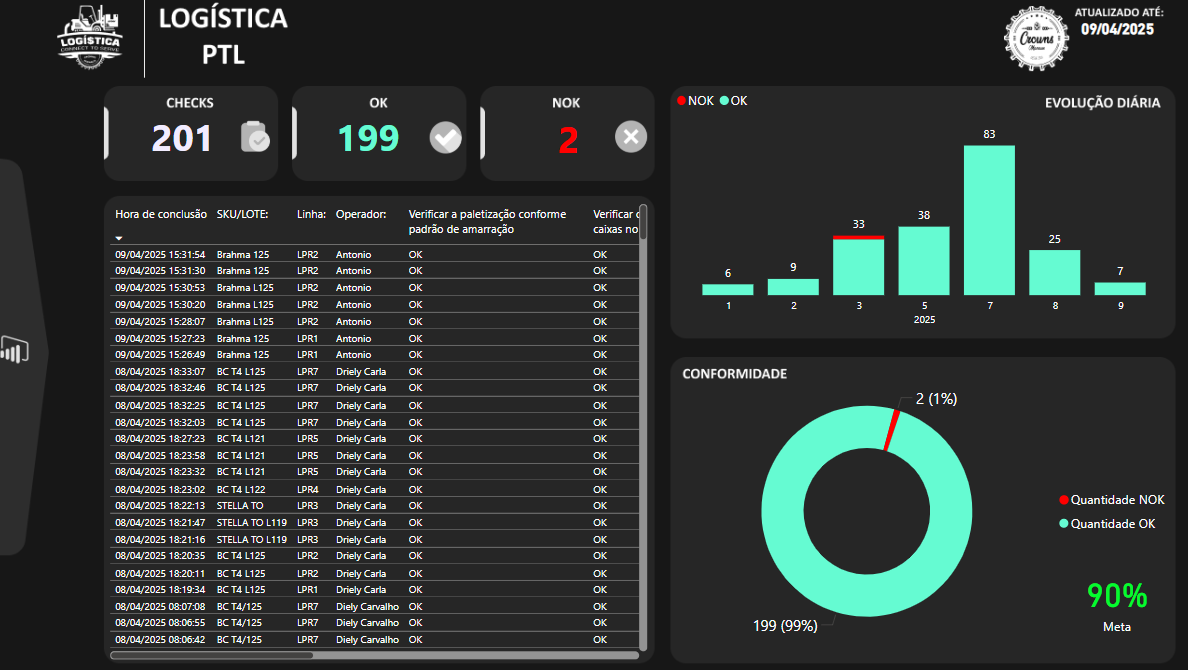 LOGÍSTICA
CONNECT TO SERVE
LOGÍSTICA
PTL
Crowns
Manaus
ATUALIZADO ATÉ:
09/04/2025
CHECKS
201
OK
199
NOK
2
Hora de conclusão SKU/LOTE: Linha: Operador: Verificar a paletização conforme padrão de amarração Verificar caixas no
09/04/2025 15:31:54 Brahma 125 LPR2 Antonio OK OK
09/04/2025 15:31:30 Brahma 125 LPR2 Antonio OK OK
09/04/2025 15:30:53 Brahma L125 LPR2 Antonio OK OK
09/04/2025 15:30:20 Brahma L125 LPR2 Antonio OK OK
09/04/2025 15:28:07 Brahma L125 LPR2 Antonio OK OK
09/04/2025 15:27:23 Brahma 125 LPR1 Antonio OK OK
09/04/2025 15:26:49 Brahma 125 LPR1 Antonio OK OK
08/04/2025 18:33:07 BC T4 L125 LPR7 Driely Carla OK OK
08/04/2025 18:32:46 BC T4 L125 LPR7 Driely Carla OK OK
08/04/2025 18:32:25 BC T4 L125 LPR7 Driely Carla OK OK
08/04/2025 18:32:03 BC T4 L125 LPR7 Driely Carla OK OK
08/04/2025 18:27:23 BC T4 L121 LPR5 Driely Carla OK OK
08/04/2025 18:23:58 BC T4 L121 LPR5 Driely Carla OK OK
08/04/2025 18:23:32 BC T4 L121 LPR5 Driely Carla OK OK
08/04/2025 18:23:02 BC T4 L122 LPR4 Driely Carla OK OK
08/04/2025 18:22:13 STELLA TO LPR3 Driely Carla OK OK
08/04/2025 18:21:47 STELLA TO L119 LPR3 Driely Carla OK OK
08/04/2025 18:21:16 STELLA TO L119 LPR3 Driely Carla OK OK
08/04/2025 18:20:35 BC T4 L125 LPR2 Driely Carla OK OK
08/04/2025 18:20:11 BC T4 L125 LPR2 Driely Carla OK OK
08/04/2025 18:19:34 BC T4 L125 LPR1 Driely Carla OK OK
08/04/2025 08:07:08 BC T4/125 LPR7 Diely Carvalho OK OK
08/04/2025 08:06:55 BC T4/125 LPR7 Diely Carvalho OK OK
08/04/2025 08:06:42 BC T4/125 LPR7 Diely Carvalho OK OK
NOK OK
EVOLUÇÃO DIÁRIA
6 9 33 38 83 25 7
1 2 3 5 7 8 9
2025
CONFORMIDADE
2 (1%)
199 (99%)
Quantidade NOK
Quantidade OK
90%
Meta